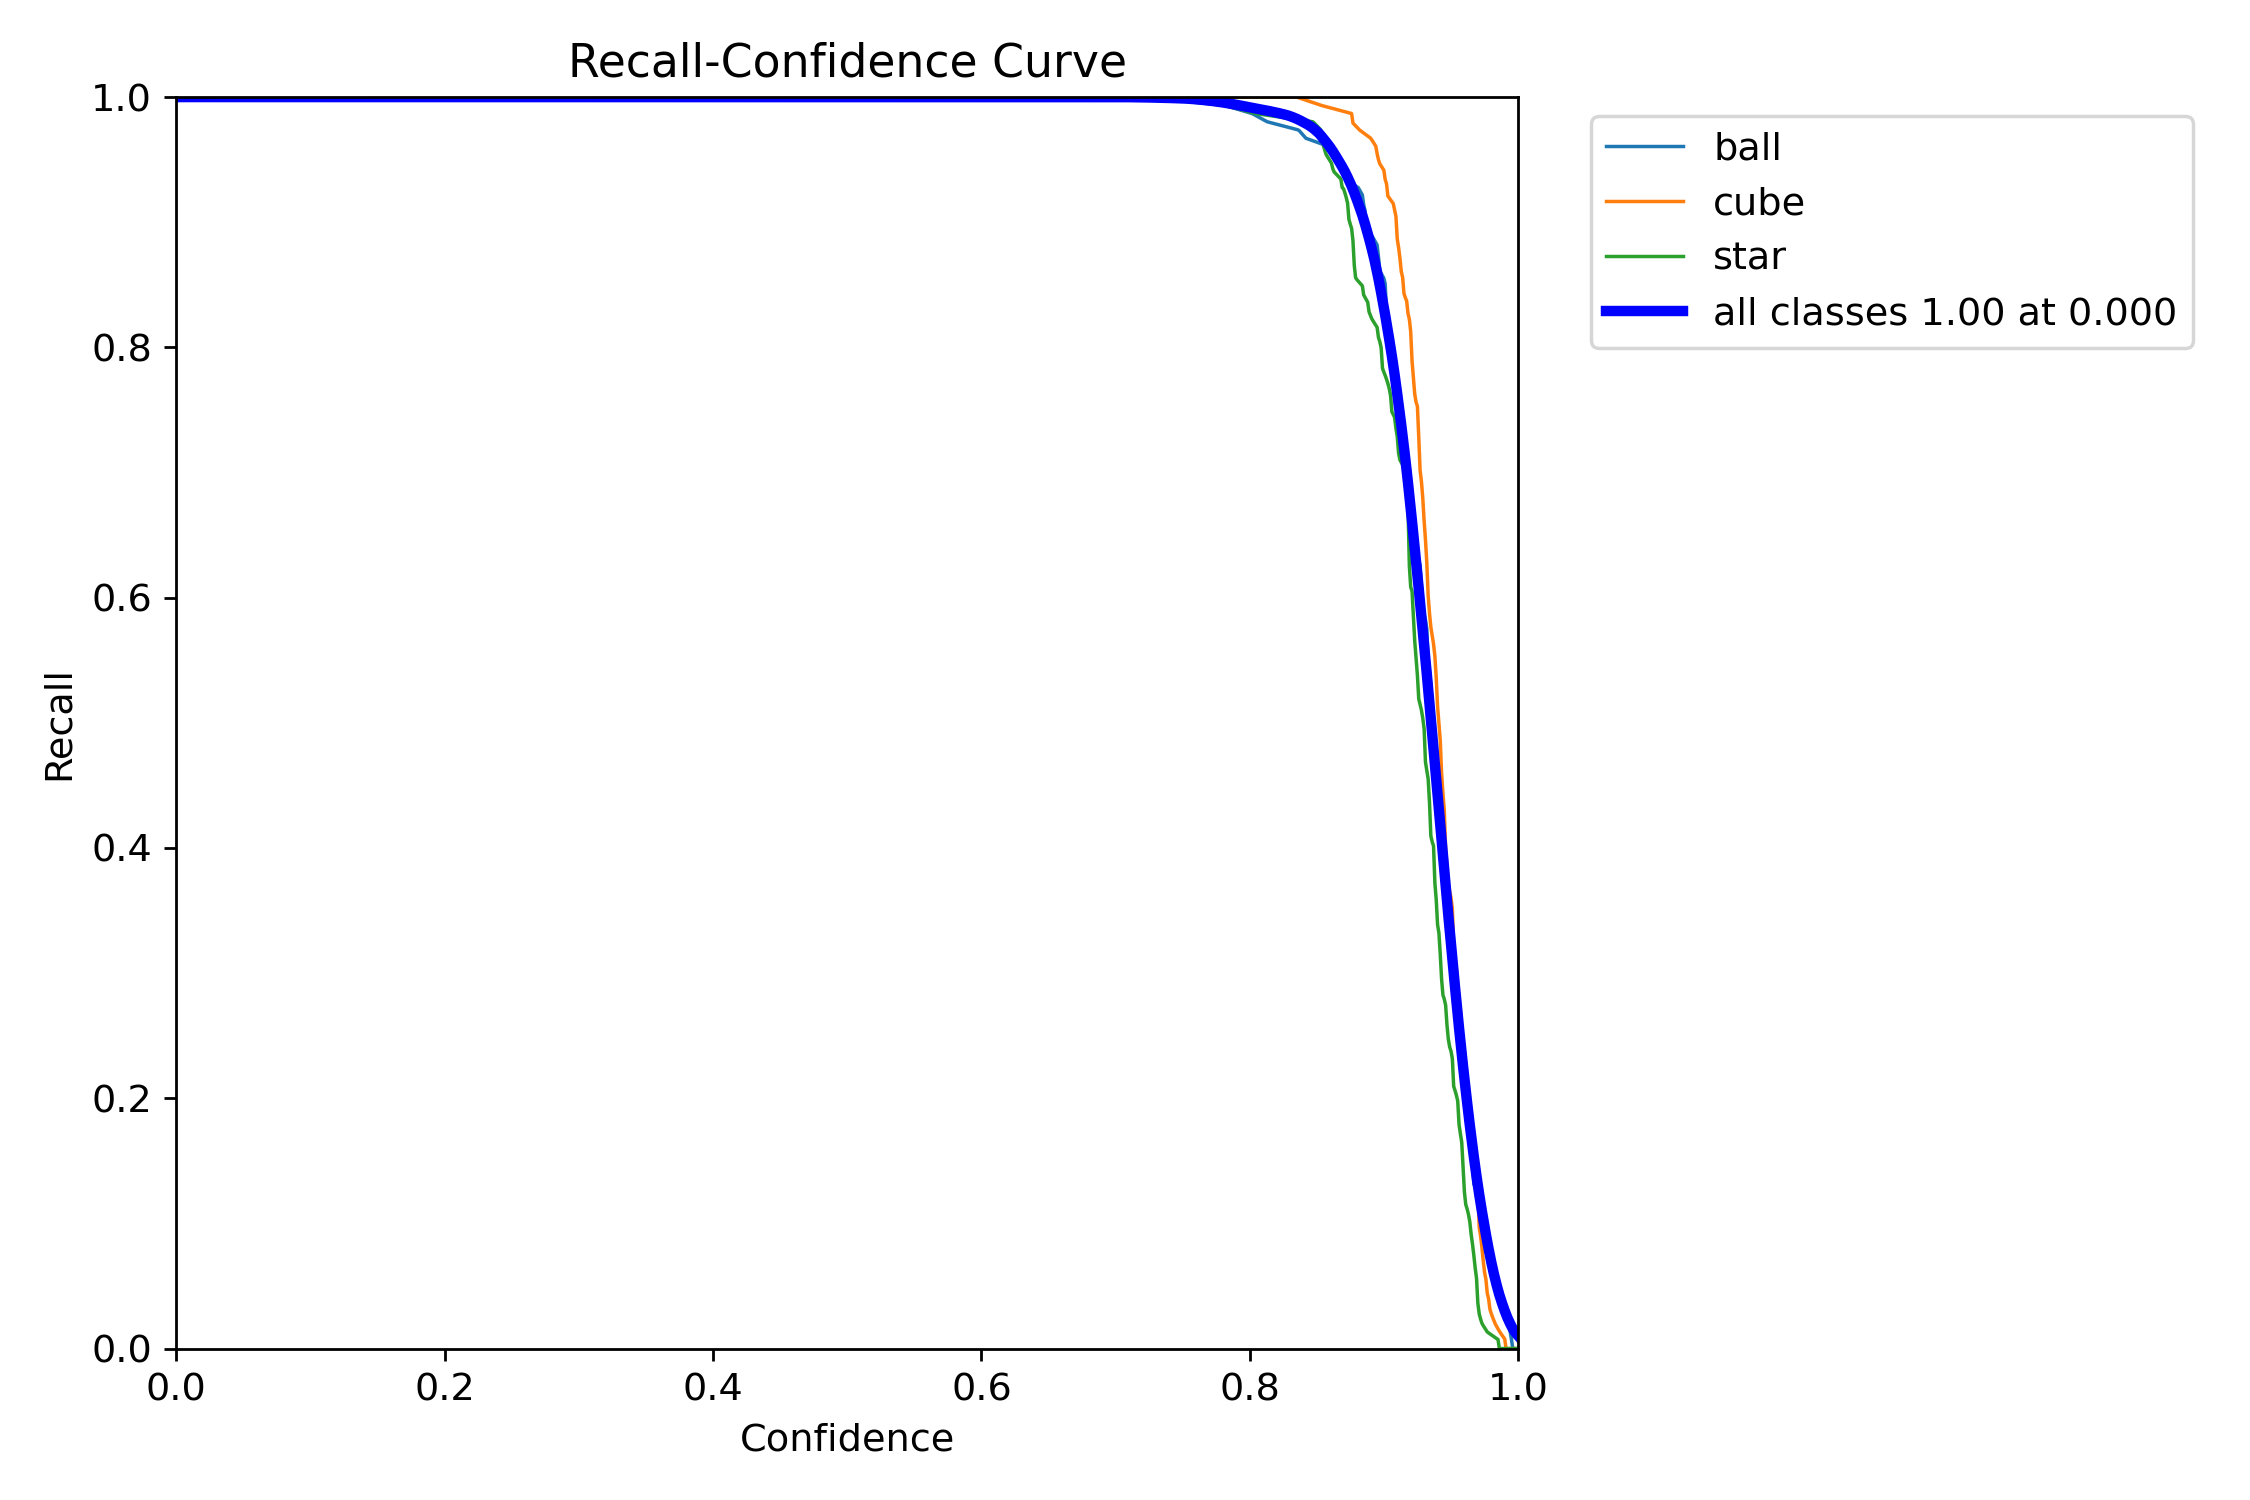 Recall-Confidence Curve
1.0
0.8
0.6
0.4
0.2
0.0
Recall
0.0 0.2 0.4 0.6 0.8 1.0
Confidence
ball
cube
star
all classes 1.00 at 0.000